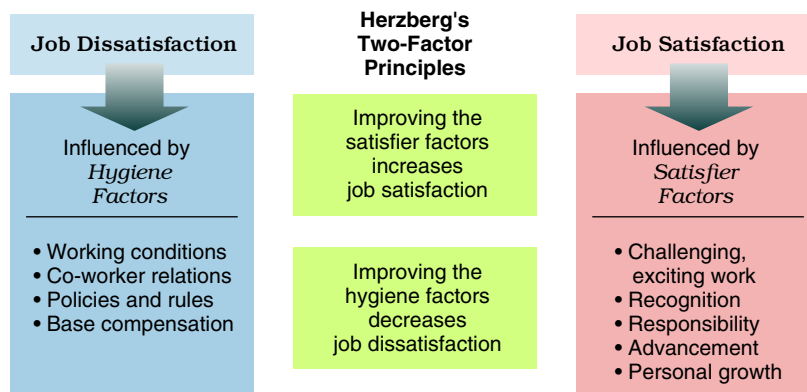 Job Dissatisfaction
Influenced by
Hygiene
Factors
• Working conditions
• Co-worker relations
• Policies and rules
• Base compensation
Herzberg's
Two-Factor
Principles
Improving the
satisfier factors
increases
job satisfaction
Improving the
hygiene factors
decreases
job dissatisfaction
Job Satisfaction
Influenced by
Satisfier
Factors
• Challenging,
exciting work
• Recognition
• Responsibility
• Advancement
• Personal growth